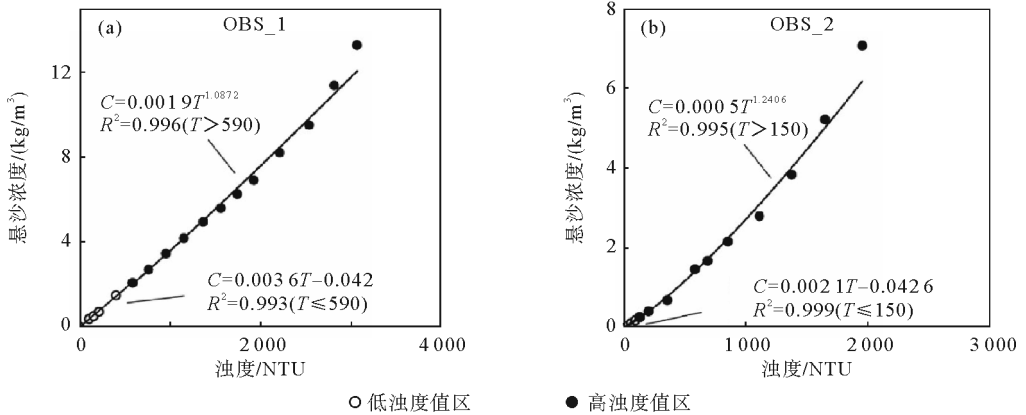 (a)
OBS_1
悬沙浓度/(kg/m³)
12
8
4
0
C=0.001 9T^1.0872
R²=0.996(T＞590)
C=0.003 6T−0.042
R²=0.993(T≤590)
0
2 000
4 000
浊度/NTU
(b)
OBS_2
悬沙浓度/(kg/m³)
8
6
4
2
0
C=0.000 5T^1.2406
R²=0.995(T＞150)
C=0.002 1T−0.042 6
R²=0.999(T≤150)
0
1 000
2 000
3 000
浊度/NTU
低浊度值区
高浊度值区